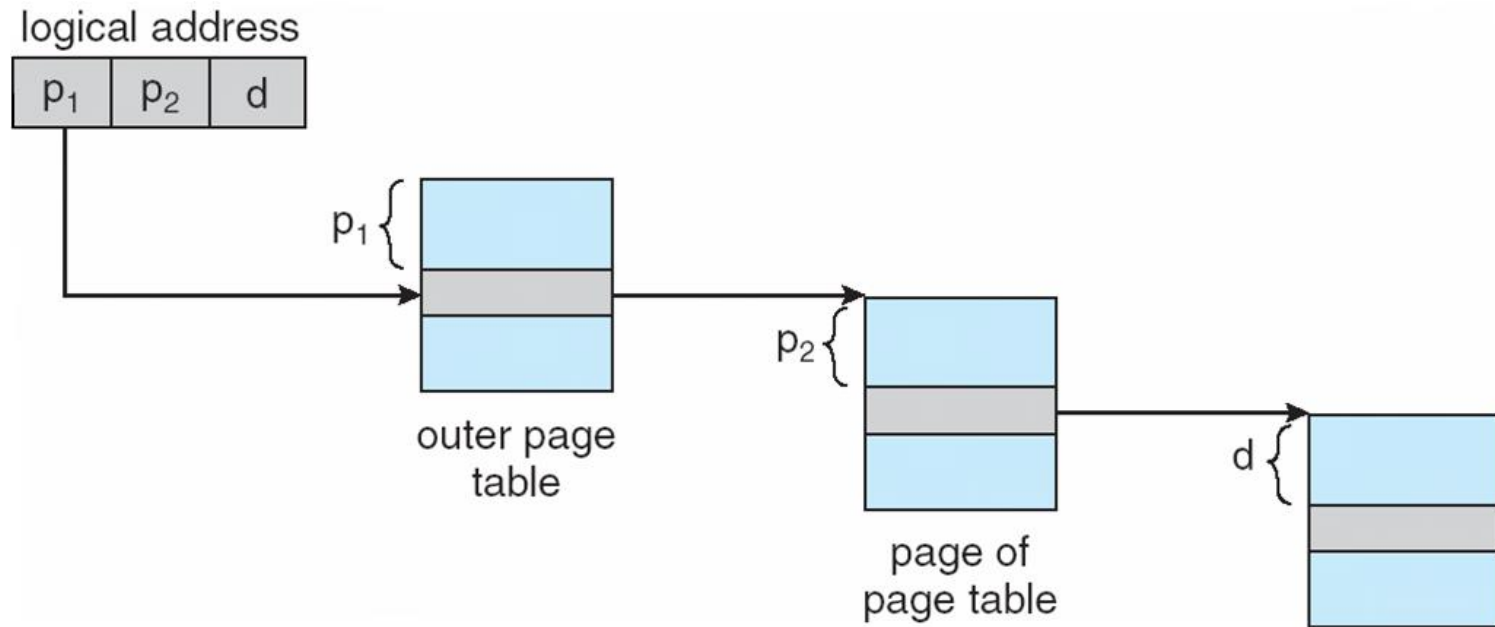 logical address
p₁ p₂ d
p₁
outer page
table
p₂
page of
page table
d